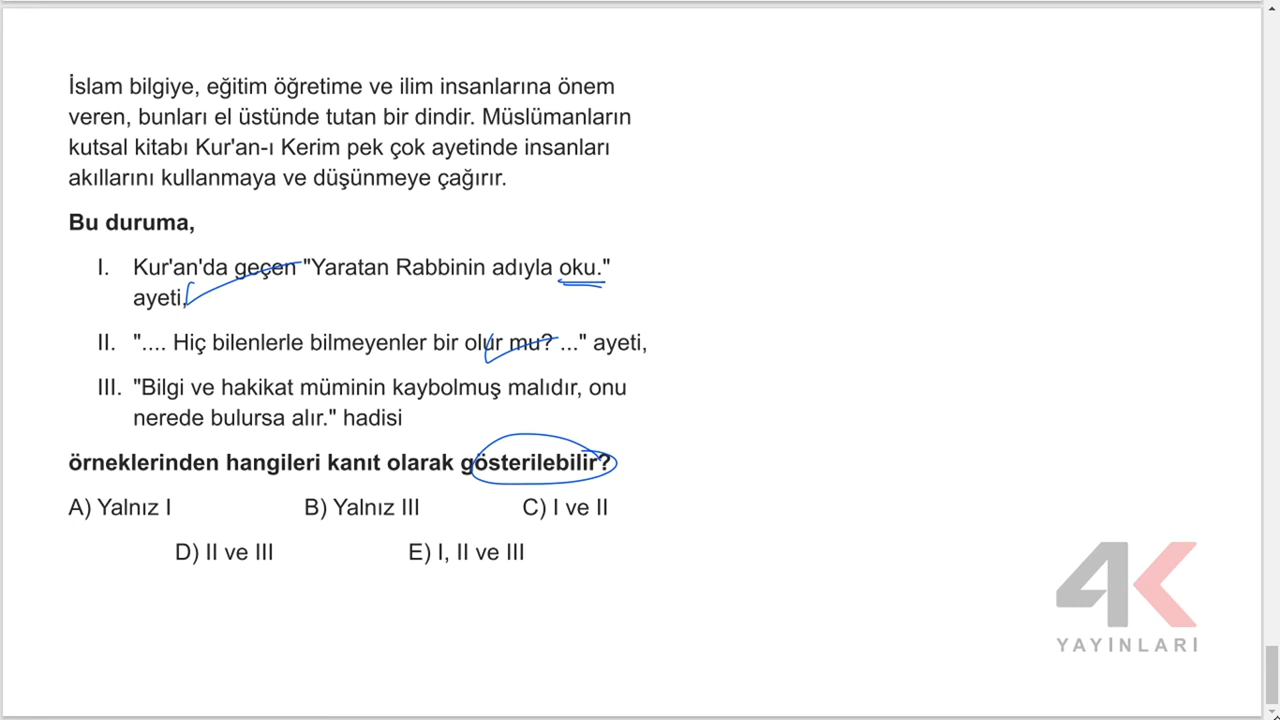 İslam bilgiye, eğitim öğretime ve ilim insanlarına önem
veren, bunları el üstünde tutan bir dindir. Müslümanların
kutsal kitabı Kur'an-ı Kerim pek çok ayetinde insanları
akıllarını kullanmaya ve düşünmeye çağırır.
Bu duruma,
I. Kur'an'da geçen "Yaratan Rabbinin adıyla oku."
ayeti,
II. ".... Hiç bilenlerle bilmeyenler bir olur mu? ..." ayeti,
III. "Bilgi ve hakikat müminin kaybolmuş malıdır, onu
nerede bulursa alır." hadisi
örneklerinden hangileri kanıt olarak gösterilebilir?
A) Yalnız I B) Yalnız III C) I ve II
D) II ve III E) I, II ve III
4K
YAYINLARI